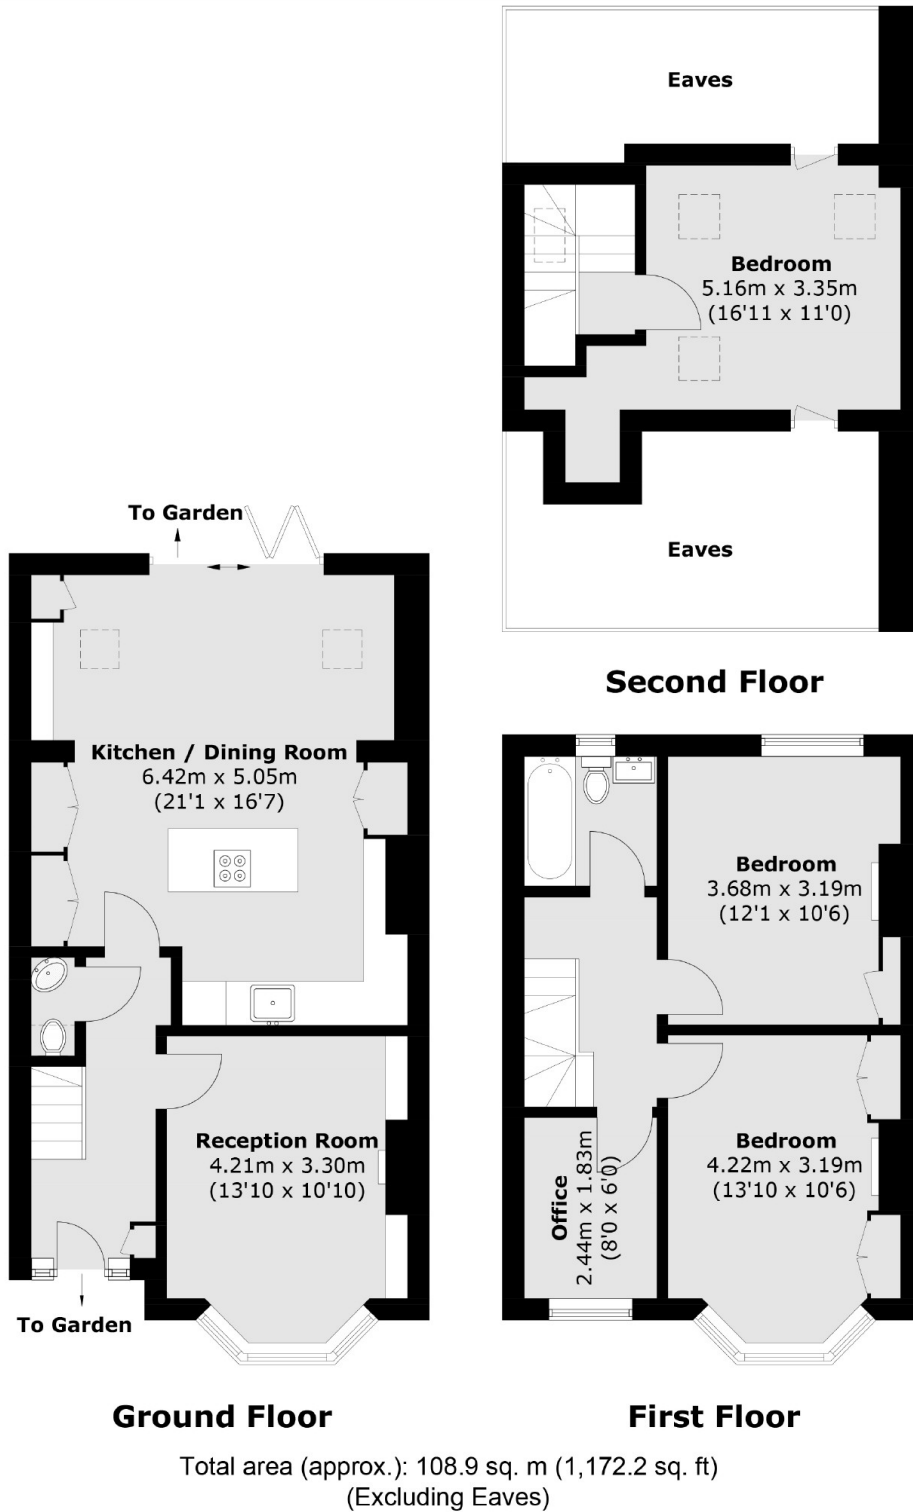 Eaves
Bedroom
5.16m x 3.35m
(16'11 x 11'0)
Eaves
Second Floor
To Garden
Kitchen / Dining Room
6.42m x 5.05m
(21'1 x 16'7)
Reception Room
4.21m x 3.30m
(13'10 x 10'10)
To Garden
Ground Floor
Bedroom
3.68m x 3.19m
(12'1 x 10'6)
Bedroom
4.22m x 3.19m
(13'10 x 10'6)
Office
2.44m x 1.83m
(8'0 x 6'0)
First Floor
Total area (approx.): 108.9 sq. m (1,172.2 sq. ft)
(Excluding Eaves)